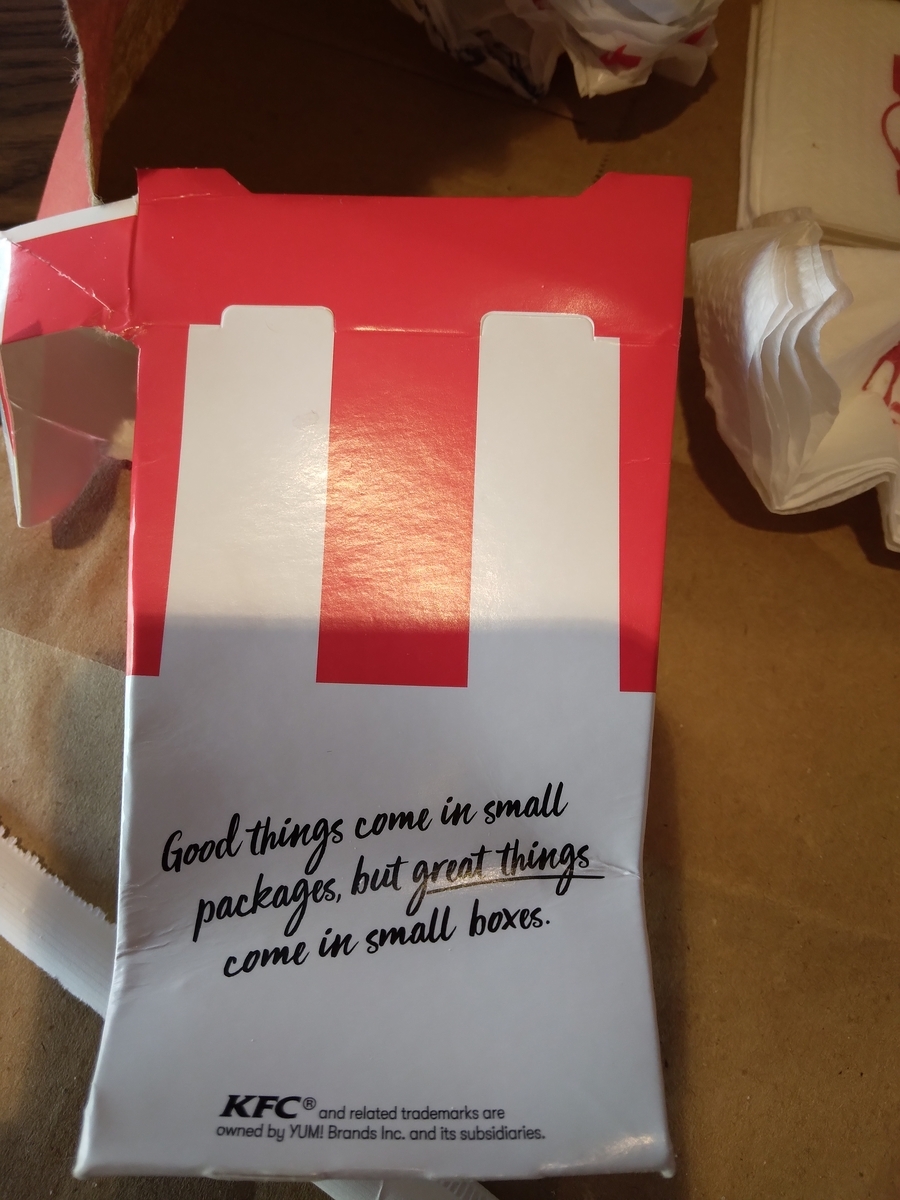 Good things come in small
packages, but great things
come in small boxes.
KFC® and related trademarks are
owned by YUM! Brands Inc. and its subsidiaries.